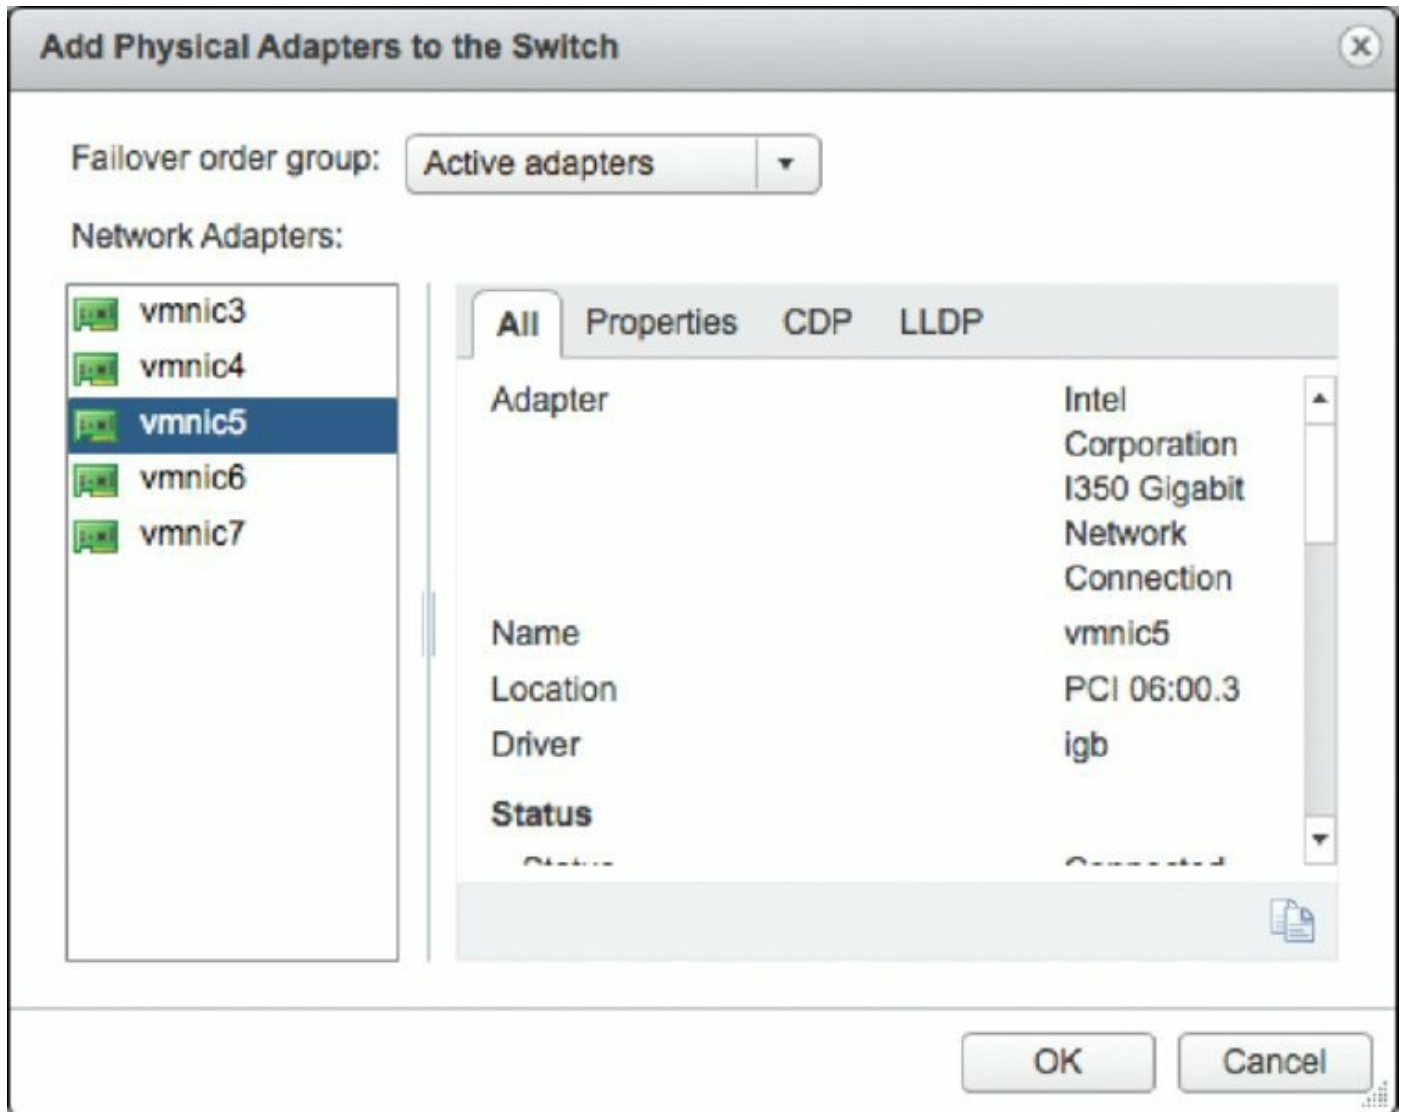 Add Physical Adapters to the Switch
Failover order group: Active adapters
Network Adapters:
vmnic3
vmnic4
vmnic5
vmnic6
vmnic7
All Properties CDP LLDP
Adapter Intel
Corporation
I350 Gigabit
Network
Connection
Name vmnic5
Location PCI 06:00.3
Driver igb
Status
Status Connected
OK Cancel